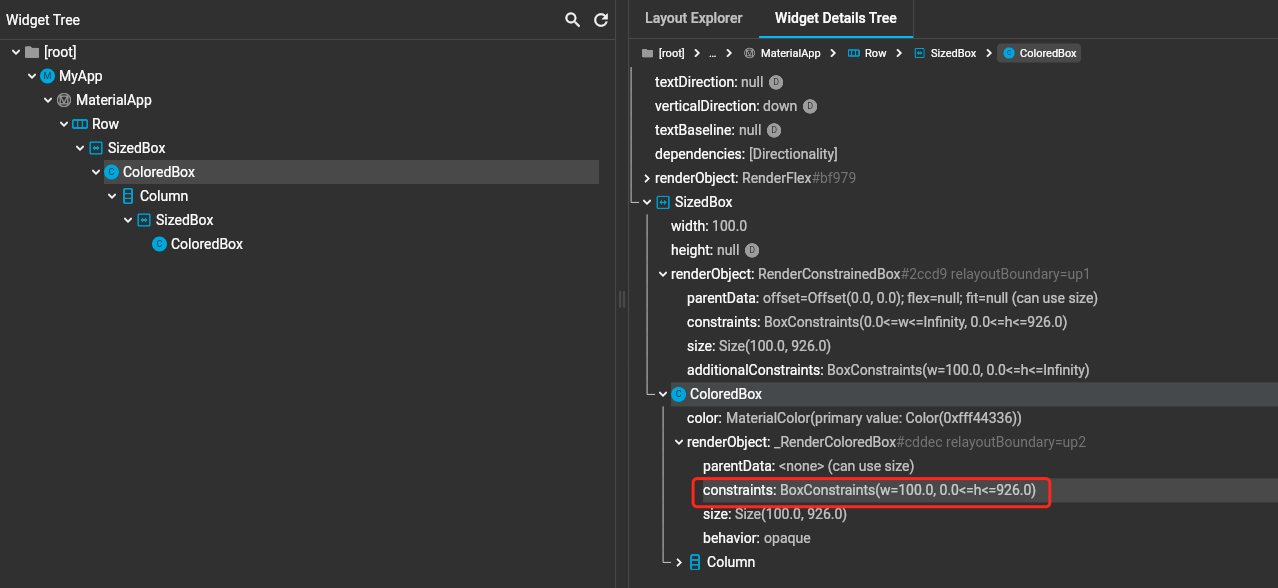 Widget Tree
[root]
MyApp
MaterialApp
Row
SizedBox
ColoredBox
Column
SizedBox
ColoredBox
Layout Explorer
Widget Details Tree
[root] > ... > MaterialApp > Row > SizedBox > ColoredBox
textDirection: null D
verticalDirection: down D
textBaseline: null D
dependencies: [Directionality]
renderObject: RenderFlex#bf979
SizedBox
width: 100.0
height: null D
renderObject: RenderConstrainedBox#2ccd9 relayoutBoundary=up1
parentData: offset=Offset(0.0, 0.0); flex=null; fit=null (can use size)
constraints: BoxConstraints(0.0<=w<=Infinity, 0.0<=h<=926.0)
size: Size(100.0, 926.0)
additionalConstraints: BoxConstraints(w=100.0, 0.0<=h<=Infinity)
ColoredBox
color: MaterialColor(primary value: Color(0xfff44336))
renderObject: _RenderColoredBox#cddec relayoutBoundary=up2
parentData: <none> (can use size)
constraints: BoxConstraints(w=100.0, 0.0<=h<=926.0)
size: Size(100.0, 926.0)
behavior: opaque
Column